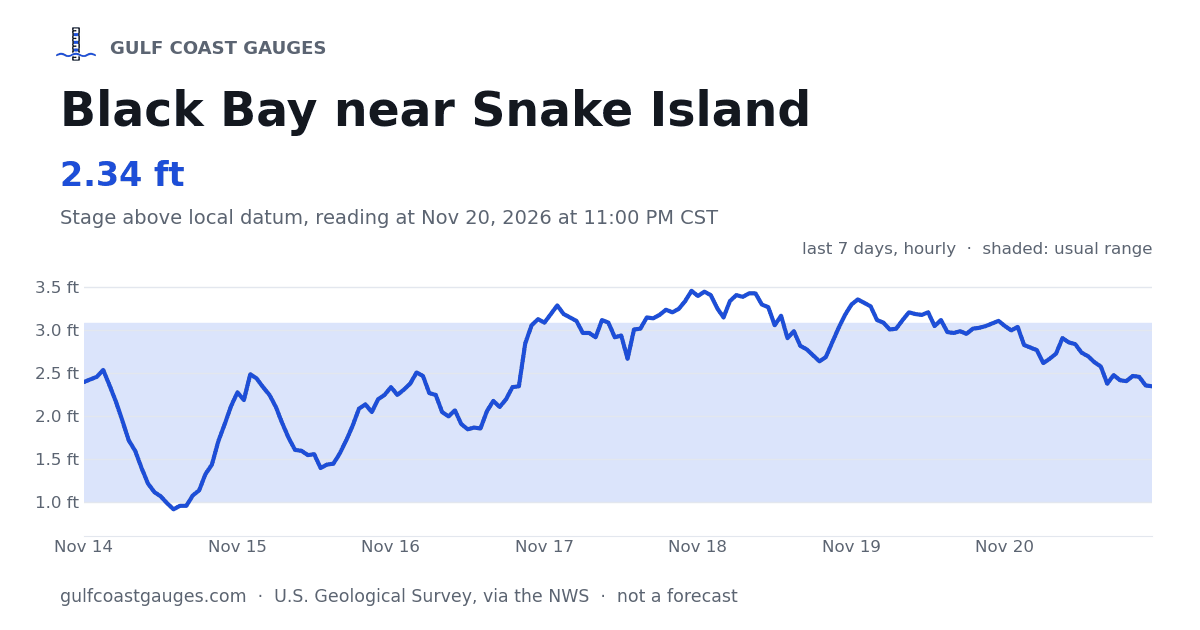 GULF COAST GAUGES
Black Bay near Snake Island
2.34 ft
Stage above local datum, reading at Nov 20, 2026 at 11:00 PM CST
last 7 days, hourly · shaded: usual range
3.5 ft
3.0 ft
2.5 ft
2.0 ft
1.5 ft
1.0 ft
Nov 14 Nov 15 Nov 16 Nov 17 Nov 18 Nov 19 Nov 20
gulfcoastgauges.com · U.S. Geological Survey, via the NWS · not a forecast